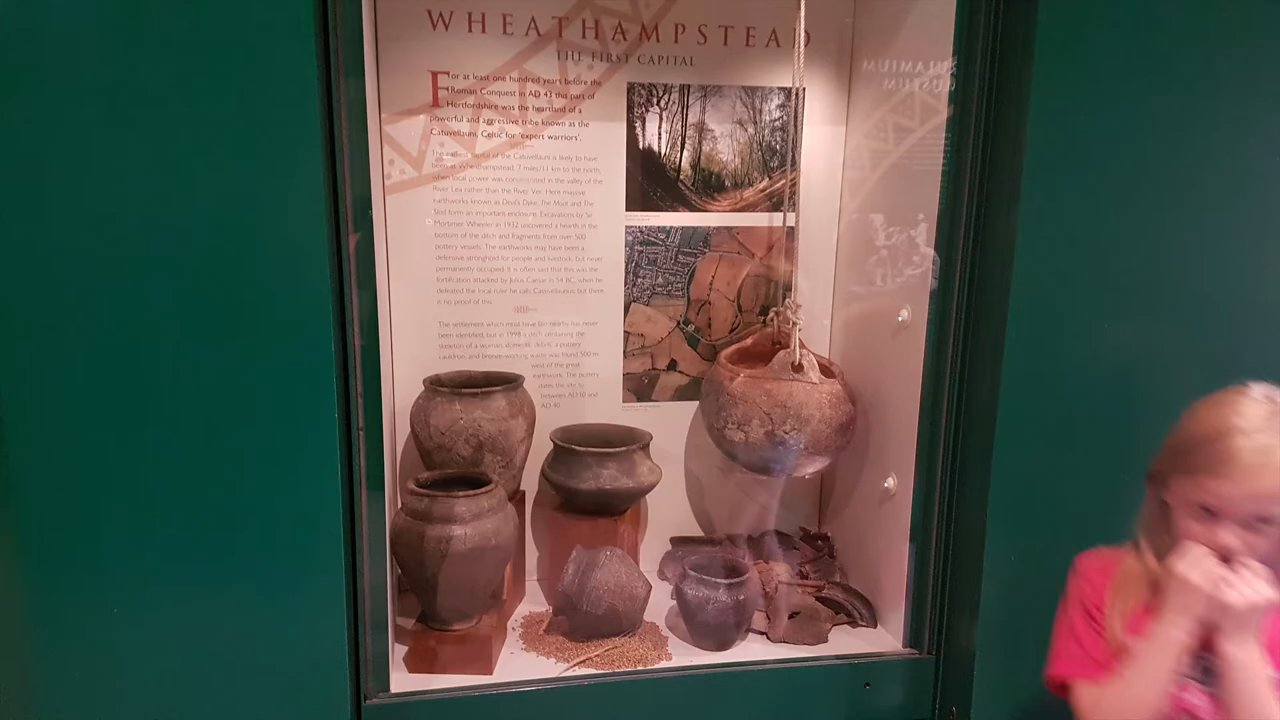 WHEATHAMPSTEAD
THE FIRST CAPITAL
For at least one hundred years before the
Roman Conquest in AD 43 this part of
Hertfordshire was the heartland of a
powerful and aggressive tribe known as the
Catuvellauni, Celtic for 'expert warriors'.
The earliest capital of the Catuvellauni is likely to have
been at Wheathampstead, 7 miles/11 km to the north
when local power was concentrated in the valley of the
River Lea rather than the River Ver. Here massive
earthworks known as Devil's Dyke, The Moat and The
Slad form an important enclosure. Excavations by Sir
Mortimer Wheeler in 1932 uncovered a hearth in the
bottom of the ditch and fragments from over 500
pottery vessels. The earthworks may have been a
defensive stronghold for people and livestock, but never
permanently occupied. It is often said that this was the
fortification attacked by Julius Caesar in 54 BC, when he
defeated the local ruler he calls Cassivellaunus, but there
is no proof of this.
The settlement which must have lain nearby has never
been identified, but in 1998 a ditch containing the
skeleton of a woman, domestic debris, a pottery
cauldron, and bronze-working waste was found 500 m
west of the great
earthwork. The pottery
dates this site to
between AD 10 and
AD 40.
RULAMIUM
MUSEUM